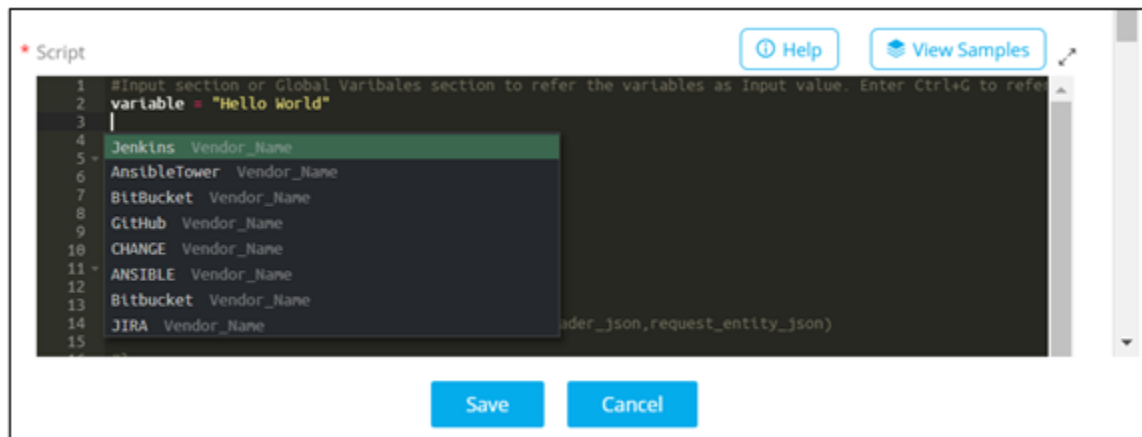 * Script
Help
View Samples
1 #Input section or Global Varibales section to refer the variables as Input value. Enter Ctrl+G to refer
2 variable = "Hello World"
3
4
5
6
7
8
9
10
11
12
13
14 ader_json,request_entity_json)
15
Jenkins Vendor_Name
AnsibleTower Vendor_Name
BitBucket Vendor_Name
GitHub Vendor_Name
CHANGE Vendor_Name
ANSIBLE Vendor_Name
Bitbucket Vendor_Name
JIRA Vendor_Name
Save
Cancel